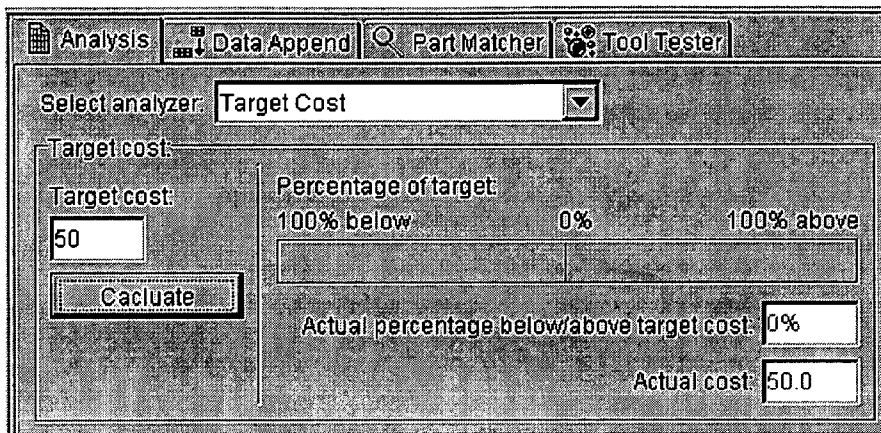 Analysis Data Append Part Matcher Tool Tester
Select analyzer: Target Cost
Target cost:
Target cost:
50
Cacluate
Percentage of target:
100% below 0% 100% above
Actual percentage below/above target cost: 0%
Actual cost: 50.0